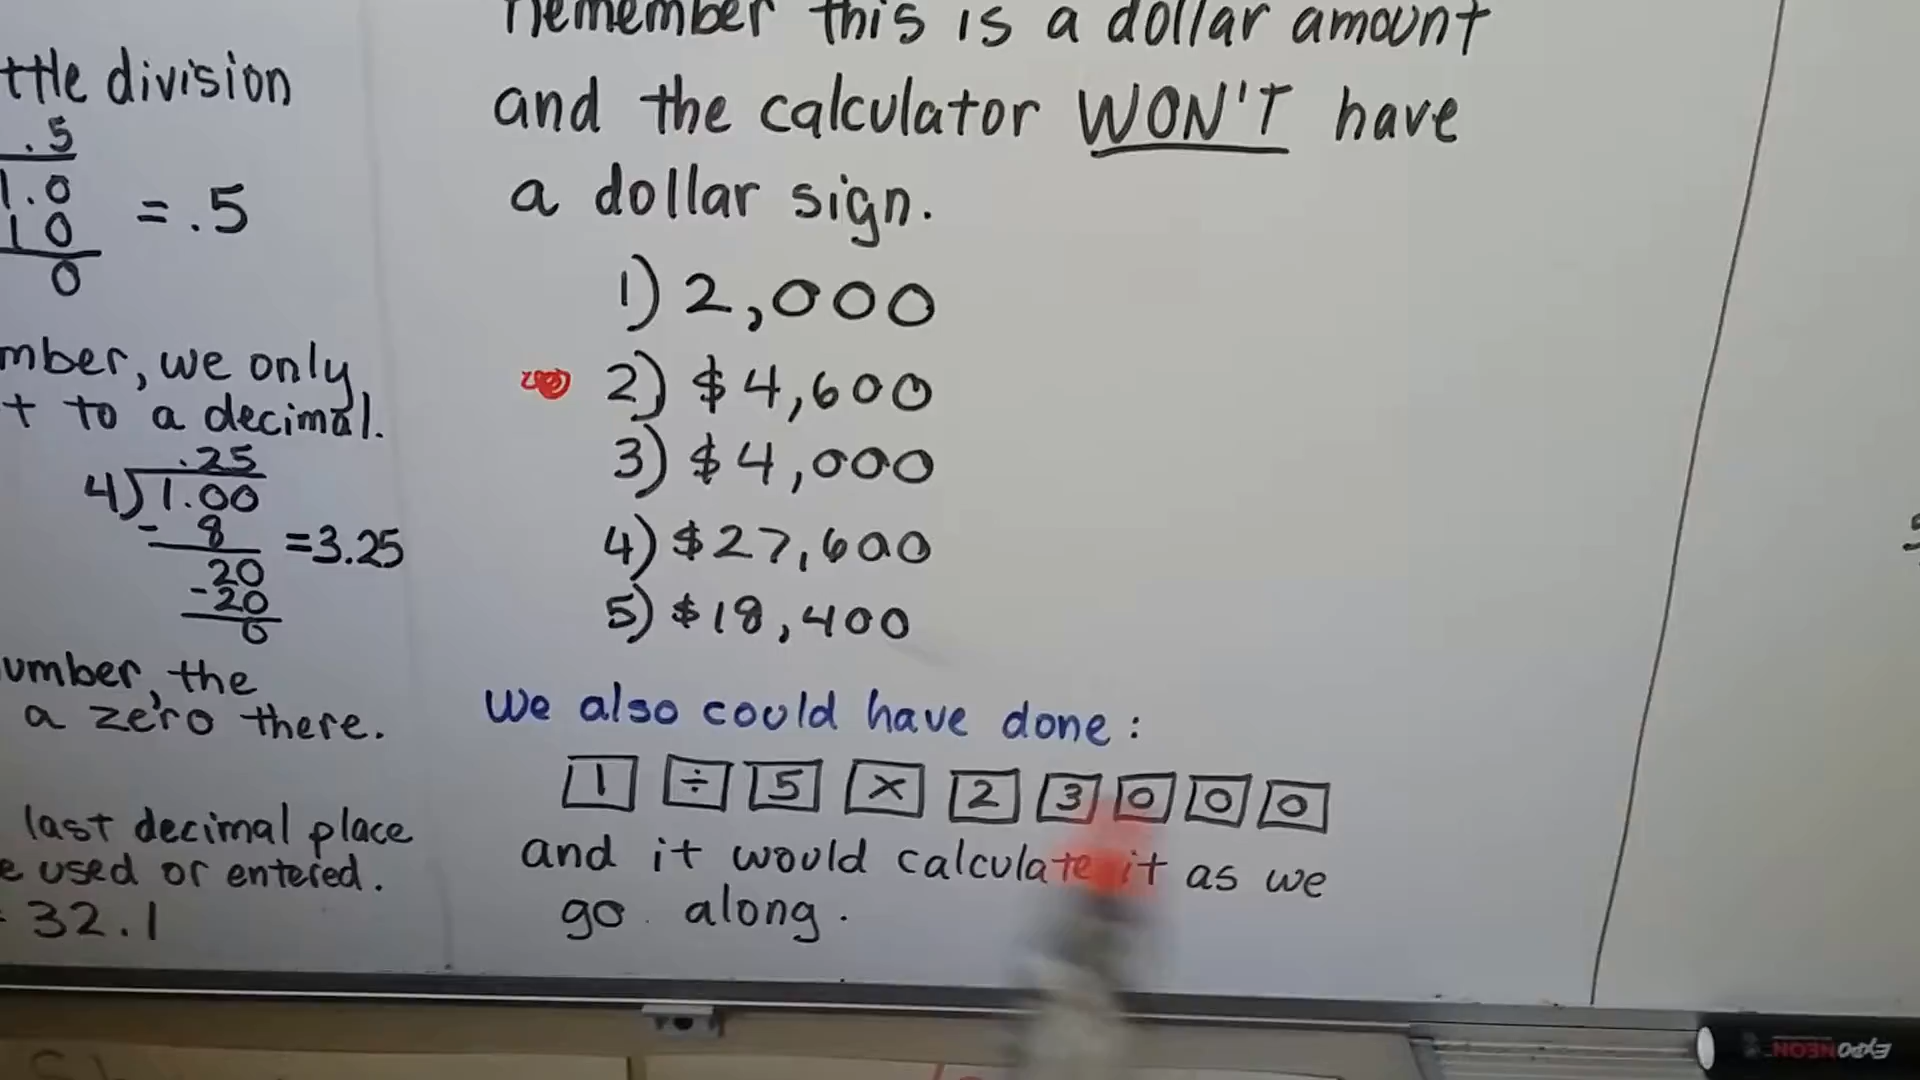 ttle division
.5
1.0
10
0
= .5
mber, we only
t to a decimal.
.25
4)1.00
- 8
20
-20
0
=3.25
umber, the
a zero there.
last decimal place
e used or entered.
= 32.1
Remember this is a dollar amount
and the calculator WON'T have
a dollar sign.
1) 2,000
2) $4,600
3) $4,000
4) $27,600
5) $18,400
we also could have done:
1 ÷ 5 × 2 3 0 0 0
and it would calculate it as we
go along.
EXPO NEON